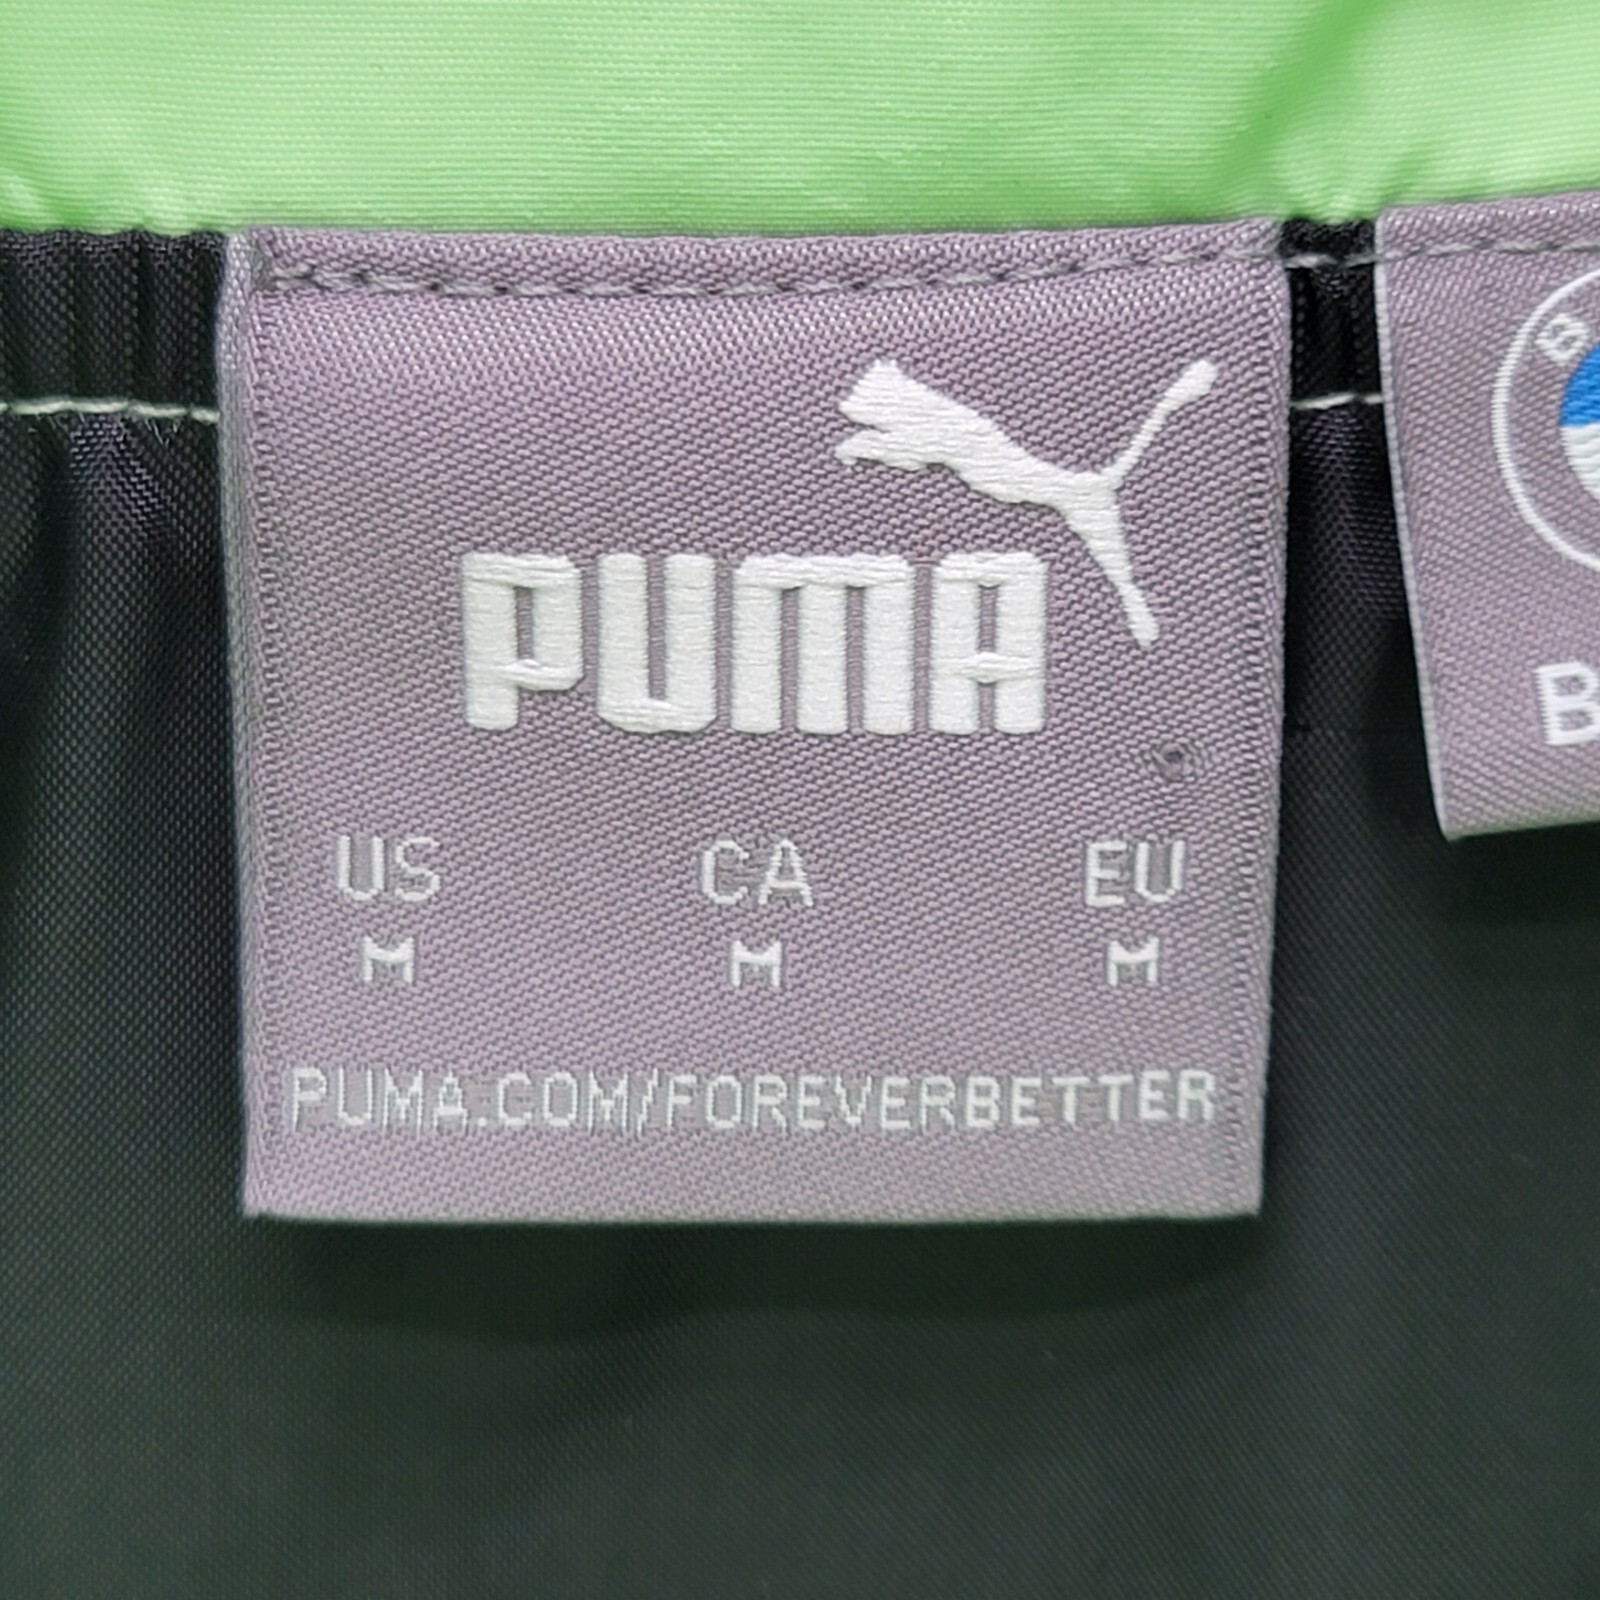 PUMA
US CA EU
M M M
PUMA.COM/FOREVERBETTER
B
B